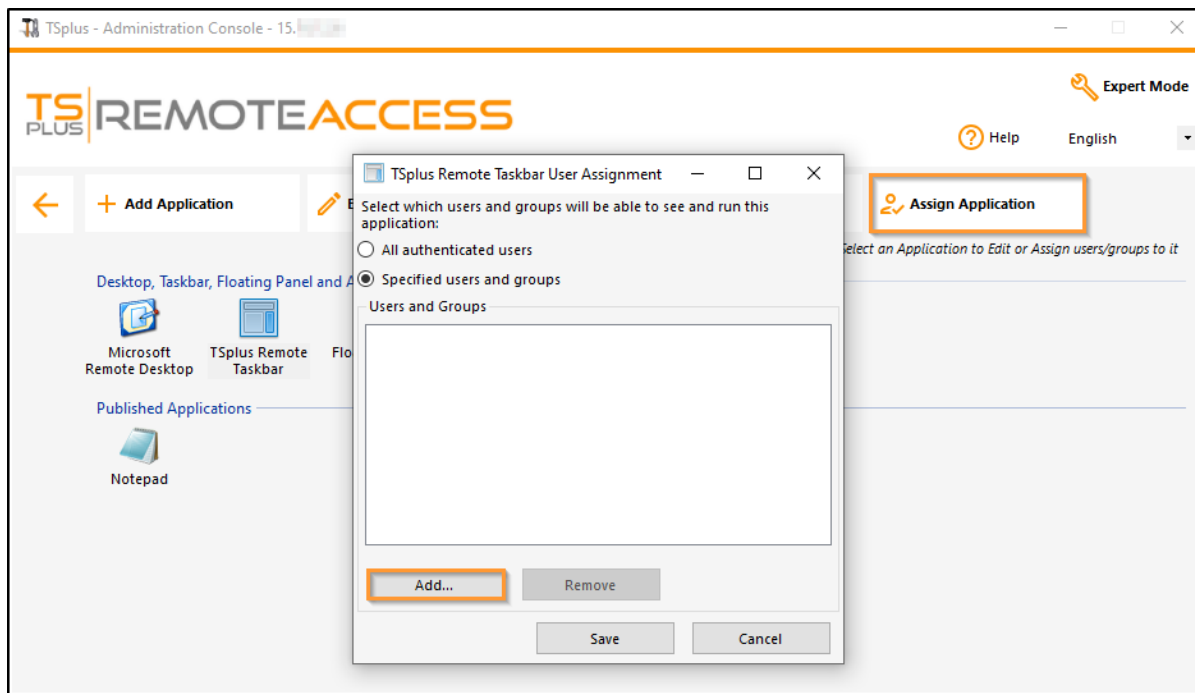 TSplus - Administration Console - 15.
Expert Mode
TS PLUS REMOTEACCESS
Help
English
TSplus Remote Taskbar User Assignment
Add Application
Assign Application
Select which users and groups will be able to see and run this
application:
All authenticated users
Select an Application to Edit or Assign users/groups to it
Specified users and groups
Desktop, Taskbar, Floating Panel and
Users and Groups
Microsoft
Remote Desktop
TSplus Remote
Taskbar
Flo
Published Applications
Notepad
Add...
Remove
Save
Cancel